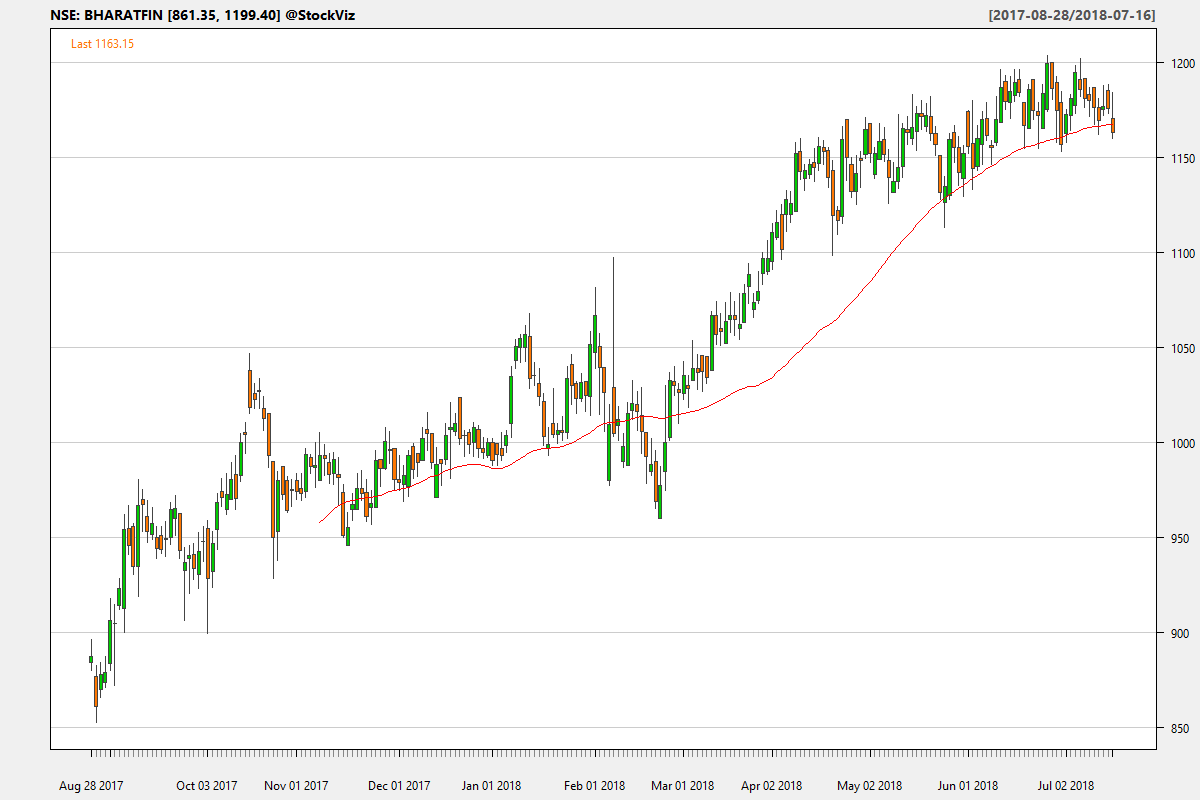 NSE: BHARATFIN [861.35, 1199.40] @StockViz
[2017-08-28/2018-07-16]
Last 1163.15
1200
1150
1100
1050
1000
950
900
850
Aug 28 2017
Oct 03 2017
Nov 01 2017
Dec 01 2017
Jan 01 2018
Feb 01 2018
Mar 01 2018
Apr 02 2018
May 02 2018
Jun 01 2018
Jul 02 2018